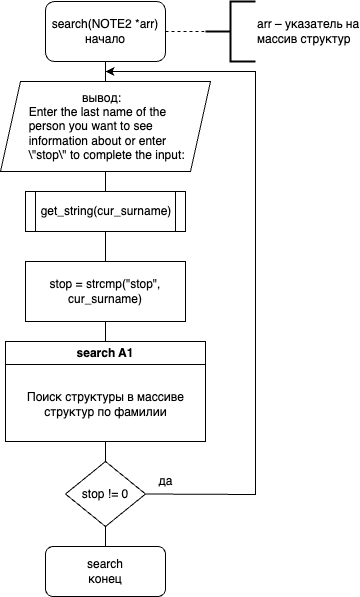 search(NOTE2 *arr)
начало
arr – указатель на
массив структур
вывод:
Enter the last name of the
person you want to see
information about or enter
\"stop\" to complete the input:
get_string(cur_surname)
stop = strcmp("stop",
cur_surname)
search A1
Поиск структуры в массиве
структур по фамилии
stop != 0
да
search
конец